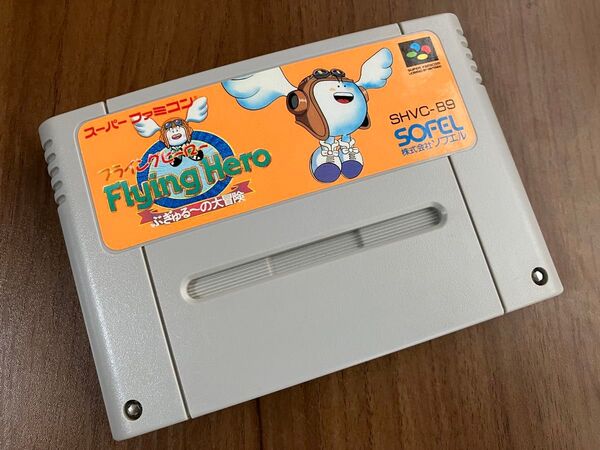 スーパーファミコン
フライングヒーロー
Flying Hero
ぶぎゅる〜の大冒険
SUPER FAMICOM
SHVC-B9
SOFEL
株式会社ソフエル